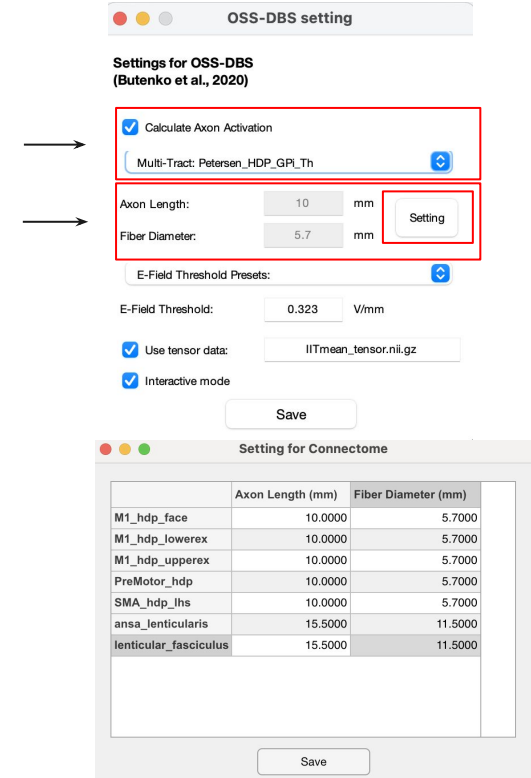 OSS-DBS setting
Settings for OSS-DBS
(Butenko et al., 2020)
Calculate Axon Activation
Multi-Tract: Petersen_HDP_GPi_Th
Axon Length: 10 mm
Setting
Fiber Diameter: 5.7 mm
E-Field Threshold Presets:
E-Field Threshold: 0.323 V/mm
Use tensor data: IITmean_tensor.nii.gz
Interactive mode
Save
Setting for Connectome
Axon Length (mm) Fiber Diameter (mm)
M1_hdp_face 10.0000 5.7000
M1_hdp_lowerex 10.0000 5.7000
M1_hdp_upperex 10.0000 5.7000
PreMotor_hdp 10.0000 5.7000
SMA_hdp_lhs 10.0000 5.7000
ansa_lenticularis 15.5000 11.5000
lenticular_fasciculus 15.5000 11.5000
Save